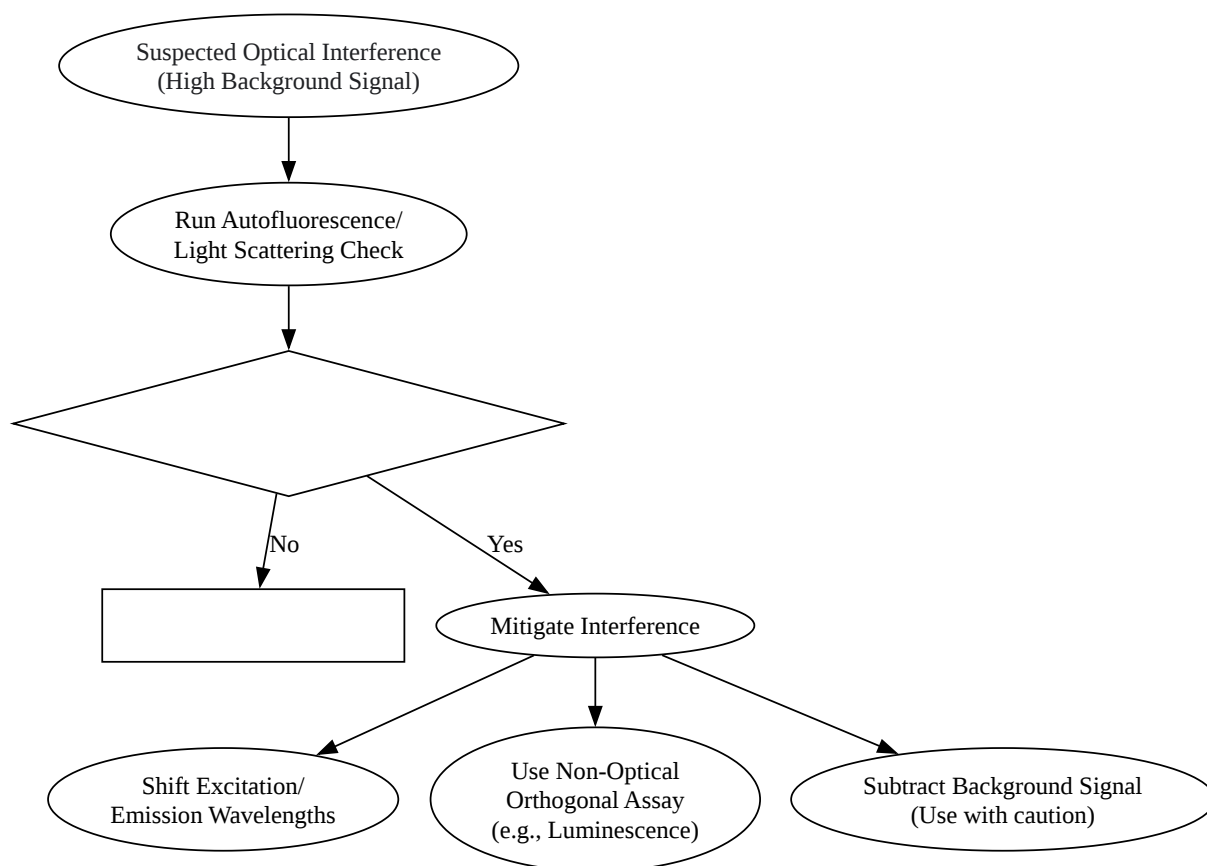 Suspected Optical Interference
(High Background Signal)
Run Autofluorescence/
Light Scattering Check
No
Yes
Mitigate Interference
Shift Excitation/
Emission Wavelengths
Use Non-Optical
Orthogonal Assay
(e.g., Luminescence)
Subtract Background Signal
(Use with caution)